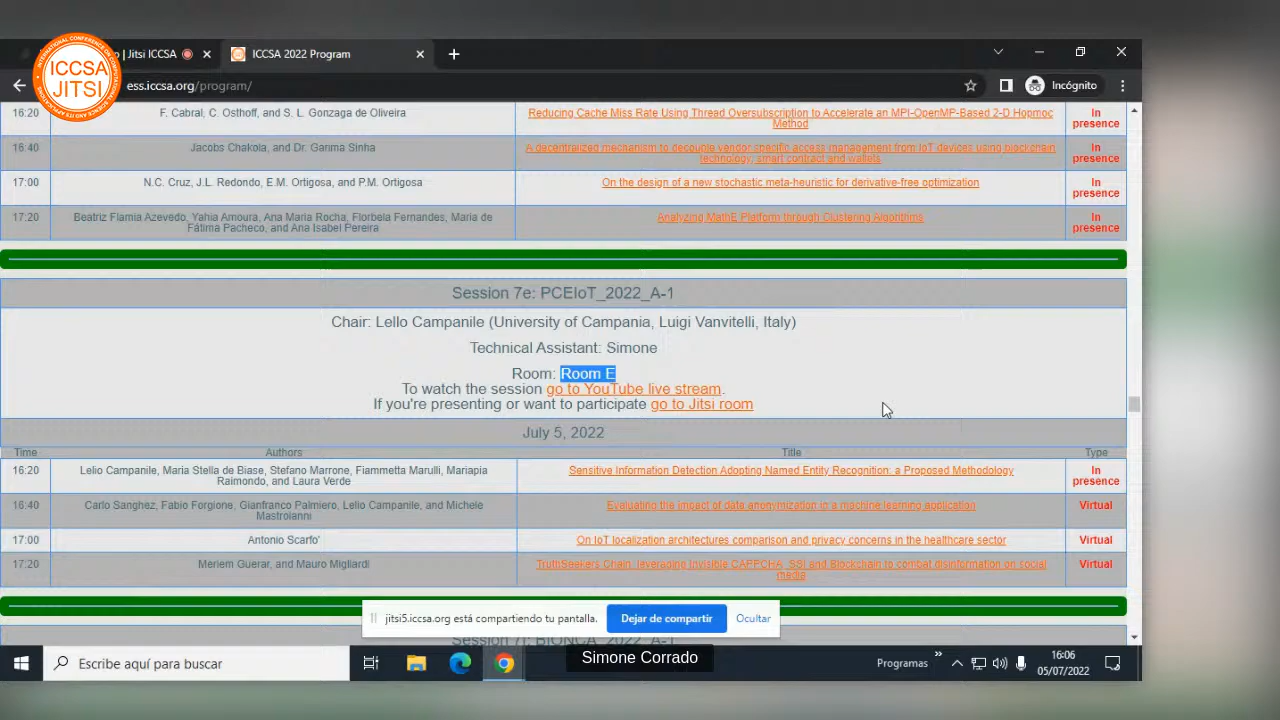 o | Jitsi ICCSA
ICCSA 2022 Program
ICCSA
JITSI
ess.iccsa.org/program/
Incógnito
16:20 F. Cabral, C. Osthoff, and S. L. Gonzaga de Oliveira Reducing Cache Miss Rate Using Thread Oversubscription to Accelerate an MPI-OpenMP-Based 2-D Hopmoc In
Method presence
16:40 Jacobs Chakola, and Dr. Garima Sinha A decentralized mechanism to decouple vendor specific access management from IoT devices using blockchain In
technology, smart contract and wallets presence
17:00 N.C. Cruz, J.L. Redondo, E.M. Ortigosa, and P.M. Ortigosa On the design of a new stochastic meta-heuristic for derivative-free optimization In
presence
17:20 Beatriz Flamia Azevedo, Yahia Amoura, Ana Maria Rocha, Florbela Fernandes, Maria de Analyzing MathE Platform through Clustering Algorithms In
Fátima Pacheco, and Ana Isabel Pereira presence
Session 7e: PCEIoT_2022_A-1
Chair: Lello Campanile (University of Campania, Luigi Vanvitelli, Italy)
Technical Assistant: Simone
Room: Room E
To watch the session go to YouTube live stream.
If you're presenting or want to participate go to Jitsi room
July 5, 2022
Time Authors Title Type
16:20 Lelio Campanile, Maria Stella de Biase, Stefano Marrone, Fiammetta Marulli, Mariapia Sensitive Information Detection Adopting Named Entity Recognition: a Proposed Methodology In
Raimondo, and Laura Verde presence
16:40 Carlo Sanghez, Fabio Forgione, Gianfranco Palmiero, Lelio Campanile, and Michele Evaluating the impact of data anonymization in a machine learning application Virtual
Mastroianni
17:00 Antonio Scarfo' On IoT localization architectures comparison and privacy concerns in the healthcare sector Virtual
17:20 Meriem Guerar, and Mauro Migliardi TruthSeekers Chain: leveraging Invisible CAPPCHA, SSI and Blockchain to combat disinformation on social Virtual
media
jitsi5.iccsa.org está compartiendo tu pantalla. Dejar de compartir Ocultar
Session 7f: BIONCA_2022_A-1
Escribe aquí para buscar
Simone Corrado
Programas
16:06
05/07/2022